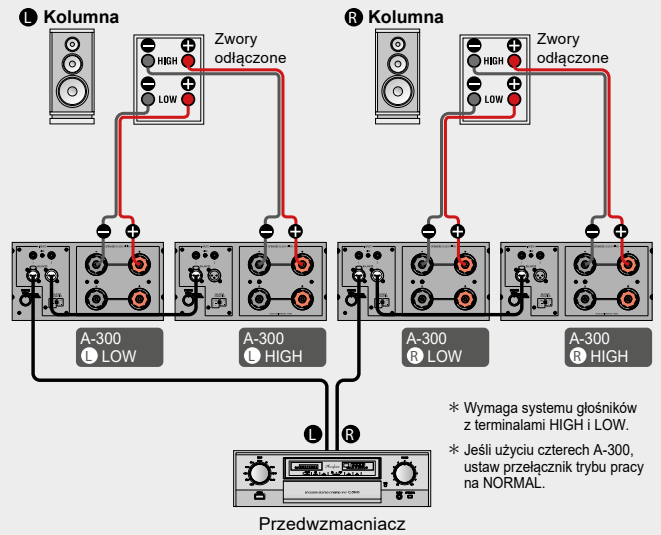 L Kolumna
R Kolumna
Zwory
odłączone
Zwory
odłączone
HIGH
LOW
HIGH
LOW
A-300
L LOW
A-300
L HIGH
A-300
R LOW
A-300
R HIGH
L
R
✳ Wymaga systemu głośników
z terminalami HIGH i LOW.
✳ Jeśli użyciu czterech A-300,
ustaw przełącznik trybu pracy
na NORMAL.
Przedwzmacniacz